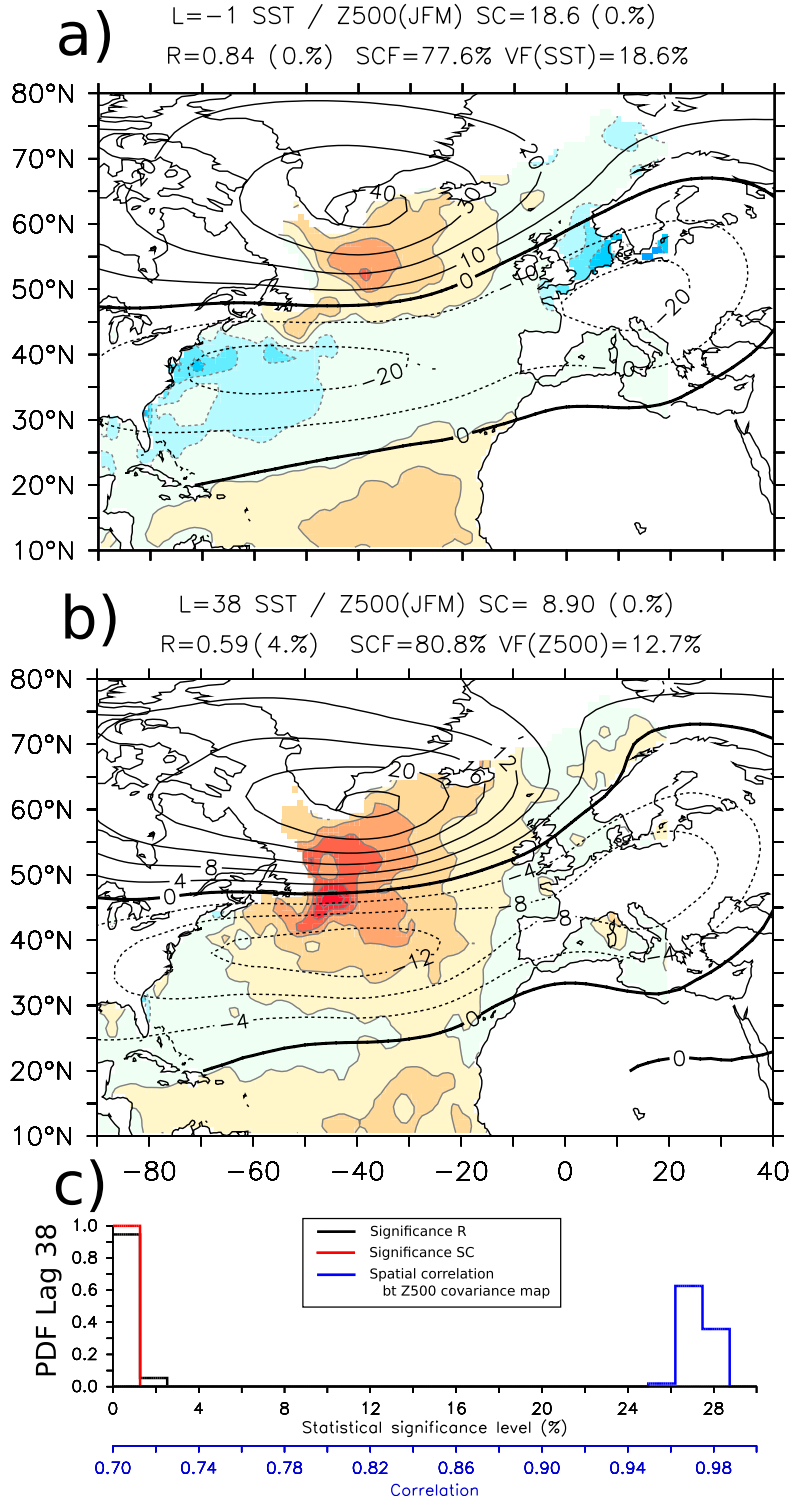 a)
L=−1 SST / Z500(JFM) SC=18.6 (0.%)
R=0.84 (0.%) SCF=77.6% VF(SST)=18.6%
80°N
70°N
60°N
50°N
40°N
30°N
20°N
10°N
20
40
30
10
0
−10
−20
−20
0
b)
L=38 SST / Z500(JFM) SC= 8.90 (0.%)
R=0.59(4.%) SCF=80.8% VF(Z500)=12.7%
80°N
70°N
60°N
50°N
40°N
30°N
20°N
10°N
20
16
12
8
4
0
4
8
8
−4
−12
−4
0
0
−80 −60 −40 −20 0 20 40
c)
PDF Lag 38
1.0
0.8
0.6
0.4
0.2
0.0
Significance R
Significance SC
Spatial correlation
bt Z500 covariance map
0 4 8 12 16 20 24 28
Statistical significance level (%)
0.70 0.74 0.78 0.82 0.86 0.90 0.94 0.98
Correlation